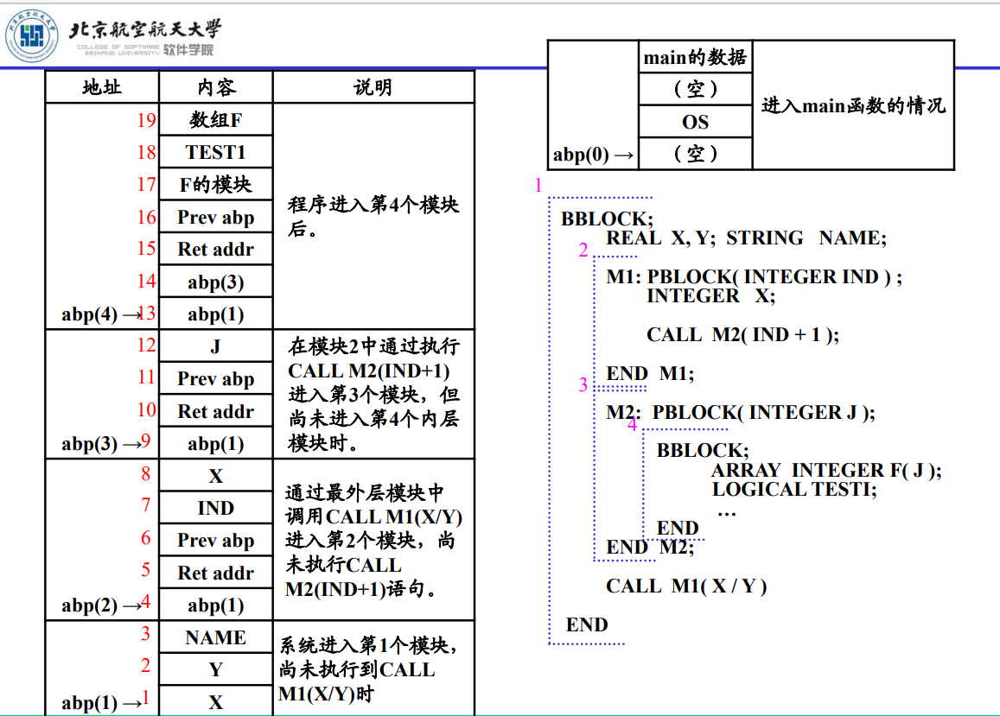 北京航空航天大学
COLLEGE OF SOFTWARE
BEIHANG UNIVERSITY 软件学院
地址 内容 说明
19 数组F
18 TEST1
17 F的模块
16 Prev abp
15 Ret addr
14 abp(3)
abp(4) →13 abp(1)
程序进入第4个模块
后。
12 J
11 Prev abp
10 Ret addr
abp(3) →9 abp(1)
在模块2中通过执行
CALL M2(IND+1)
进入第3个模块，但
尚未进入第4个内层
模块时。
8 X
7 IND
6 Prev abp
5 Ret addr
abp(2) →4 abp(1)
通过最外层模块中
调用CALL M1(X/Y)
进入第2个模块，尚
未执行CALL
M2(IND+1)语句。
3 NAME
2 Y
abp(1) →1 X
系统进入第1个模块，
尚未执行到CALL
M1(X/Y)时
main的数据
（空）
OS
abp(0) → （空）
进入main函数的情况
1
BBLOCK;
REAL X, Y; STRING NAME;
2
M1: PBLOCK( INTEGER IND ) ;
INTEGER X;
CALL M2( IND + 1 );
END M1;
3
M2: PBLOCK( INTEGER J );
4
BBLOCK;
ARRAY INTEGER F( J );
LOGICAL TESTI;
…
END
END M2;
CALL M1( X / Y )
END